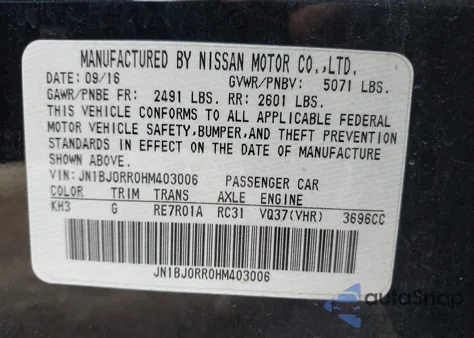 MANUFACTURED BY NISSAN MOTOR CO.,LTD.
DATE: 09/16 GVWR/PNBV: 5071 LBS.
GAWR/PNBE FR: 2491 LBS. RR: 2601 LBS.
THIS VEHICLE CONFORMS TO ALL APPLICABLE FEDERAL
MOTOR VEHICLE SAFETY, BUMPER, AND THEFT PREVENTION
STANDARDS IN EFFECT ON THE DATE OF MANUFACTURE
SHOWN ABOVE.
VIN: JN1BJ0RR0HM403006 PASSENGER CAR
COLOR TRIM TRANS AXLE ENGINE
KH3 G RE7R01A RC31 VQ37(VHR) 3696CC
JN1BJ0RR0HM403006
autoSnap